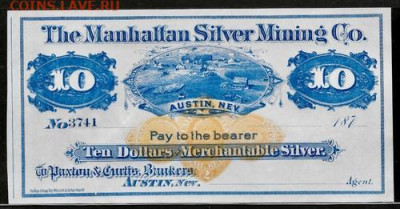 COINS.LAVE.RU
The Manhattan Silver Mining Co.
10 10
AUSTIN, NEV.
No 3741 187
Pay to the bearer
Ten Dollars Merchantable Silver.
To Paxton & Curtis, Bankers
AUSTIN, Nev. Agent.